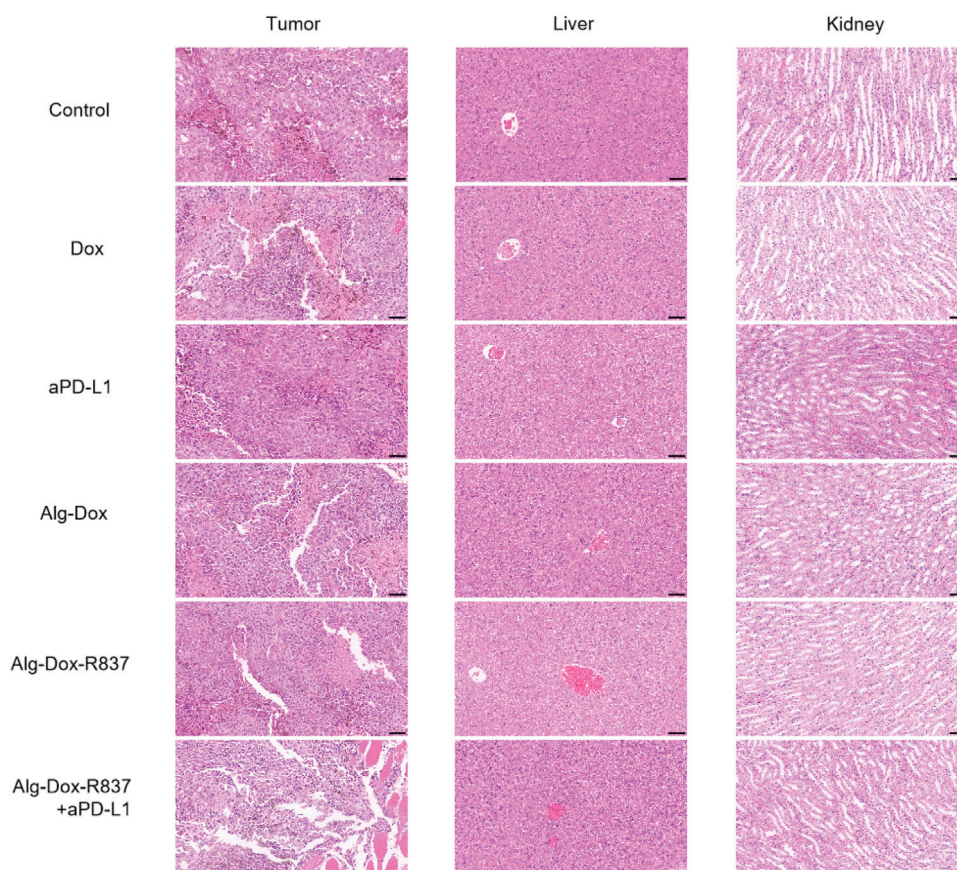 Tumor Liver Kidney
Control
Dox
aPD-L1
Alg-Dox
Alg-Dox-R837
Alg-Dox-R837
+aPD-L1